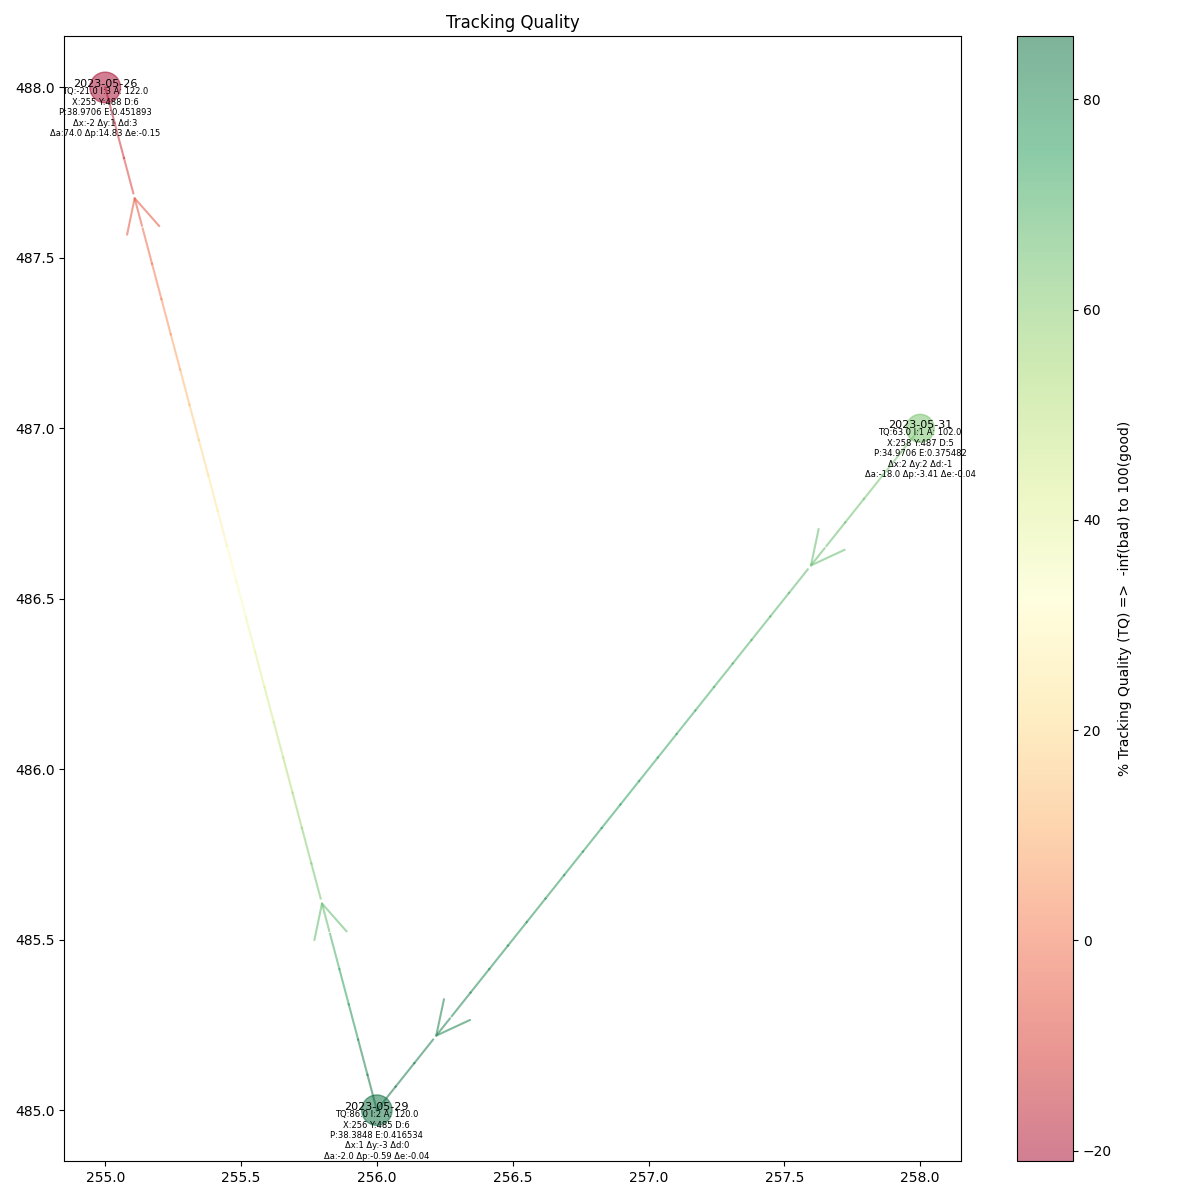 Tracking Quality
488.0
487.5
487.0
486.5
486.0
485.5
485.0
2023-05-26
TQ:-21.0 I:3 A: 122.0
X:255 Y:488 D:6
P:38.9706 E:0.451893
Δx:-2 Δy:1 Δd:3
Δa:74.0 Δp:14.83 Δe:-0.15
2023-05-31
TQ:63.0 I:1 A: 102.0
X:258 Y:487 D:5
P:34.9706 E:0.375482
Δx:2 Δy:2 Δd:-1
Δa:-18.0 Δp:-3.41 Δe:-0.04
2023-05-29
TQ:86.0 I:2 A: 120.0
X:256 Y:485 D:6
P:38.3848 E:0.416534
Δx:1 Δy:-3 Δd:0
Δa:-2.0 Δp:-0.59 Δe:-0.04
255.0 255.5 256.0 256.5 257.0 257.5 258.0
80
60
40
20
0
−20
% Tracking Quality (TQ) =>  -inf(bad) to 100(good)